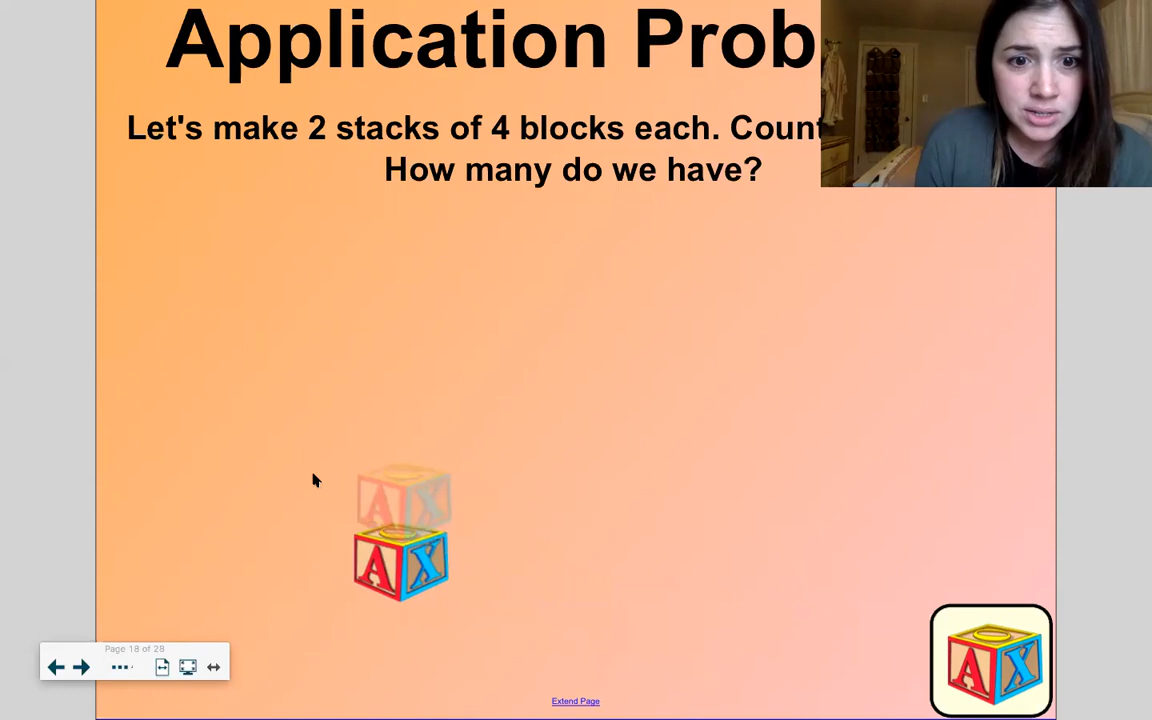 Application Prob
Let's make 2 stacks of 4 blocks each. Count
How many do we have?
A X
A X
A X
Page 18 of 28
Extend Page